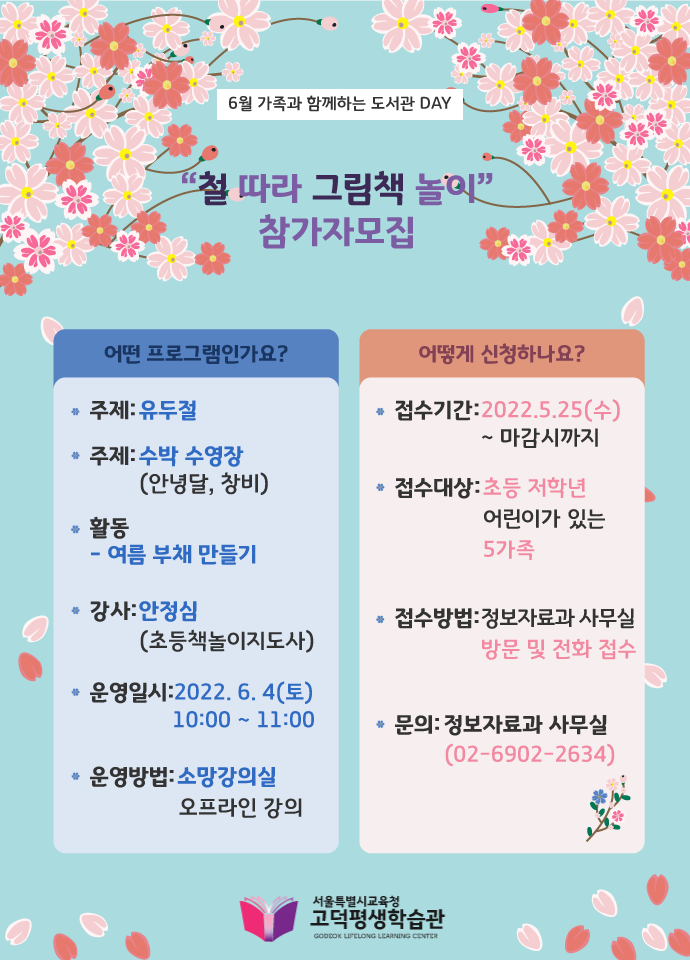 6월 가족과 함께하는 도서관 DAY
“철 따라 그림책 놀이”
참가자모집
어떤 프로그램인가요?
* 주제: 유두절
* 주제: 수박 수영장
(안녕달, 창비)
* 활동
- 여름 부채 만들기
* 강사: 안정심
(초등책놀이지도사)
* 운영일시: 2022. 6. 4(토)
10:00 ~ 11:00
* 운영방법: 소망강의실
오프라인 강의
어떻게 신청하나요?
* 접수기간: 2022.5.25(수)
~ 마감시까지
* 접수대상: 초등 저학년
어린이가 있는
5가족
* 접수방법: 정보자료과 사무실
방문 및 전화 접수
* 문의: 정보자료과 사무실
(02-6902-2634)
서울특별시교육청
고덕평생학습관
GODEOK LIFELONG LEARNING CENTER